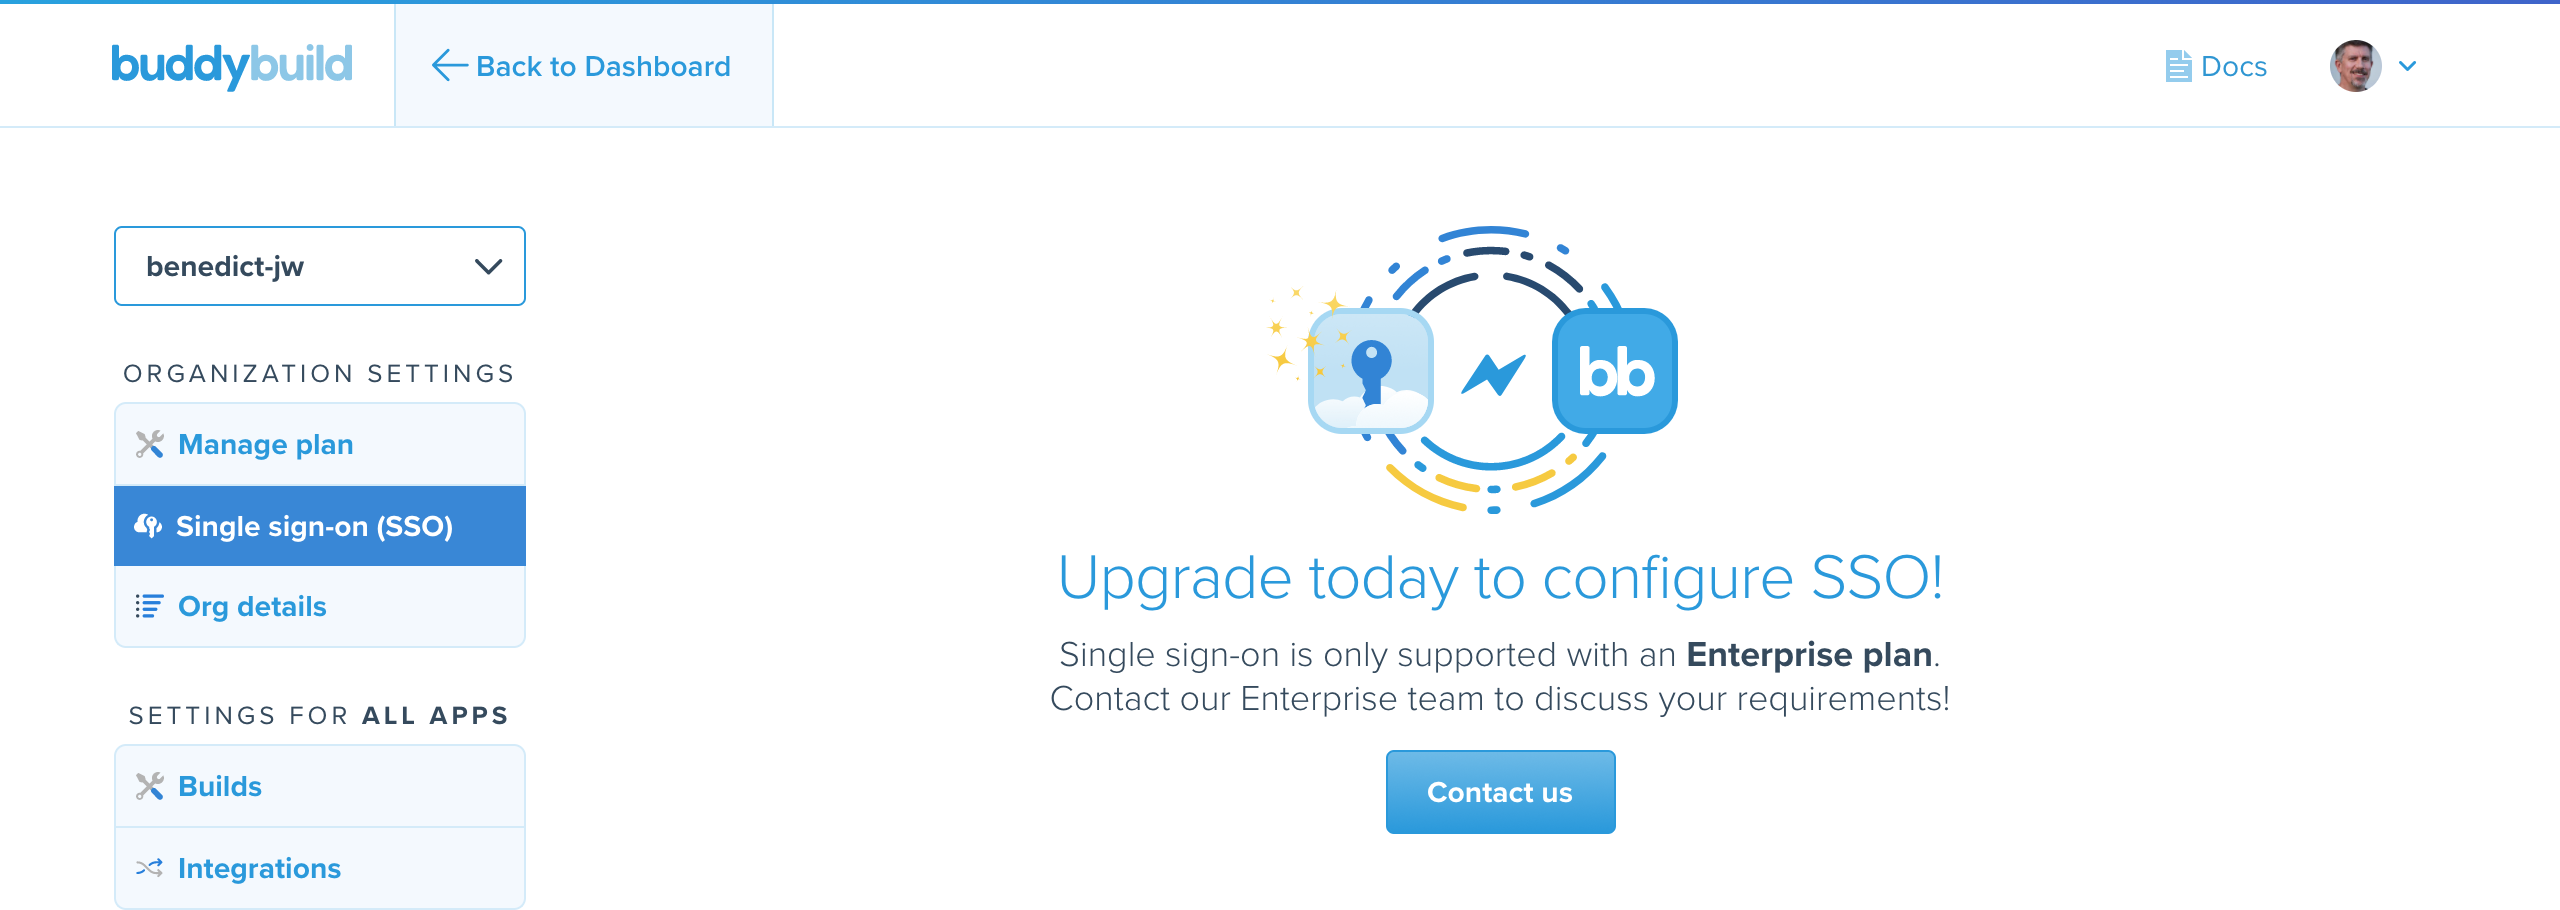 buddybuild
Back to Dashboard
Docs
benedict-jw
ORGANIZATION SETTINGS
Manage plan
Single sign-on (SSO)
Org details
SETTINGS FOR ALL APPS
Builds
Integrations
bb
Upgrade today to configure SSO!
Single sign-on is only supported with an Enterprise plan.
Contact our Enterprise team to discuss your requirements!
Contact us